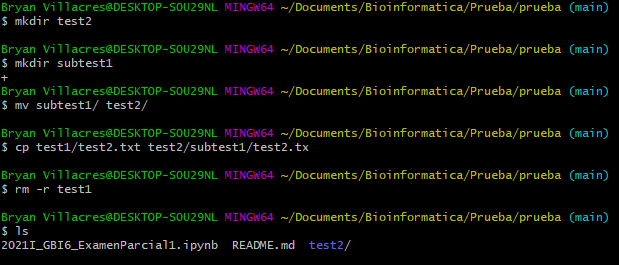 Bryan Villacres@DESKTOP-SOU29NL MINGW64 ~/Documents/Bioinformatica/Prueba/prueba (main)
$ mkdir test2
Bryan Villacres@DESKTOP-SOU29NL MINGW64 ~/Documents/Bioinformatica/Prueba/prueba (main)
$ mkdir subtest1
+
Bryan Villacres@DESKTOP-SOU29NL MINGW64 ~/Documents/Bioinformatica/Prueba/prueba (main)
$ mv subtest1/ test2/
Bryan Villacres@DESKTOP-SOU29NL MINGW64 ~/Documents/Bioinformatica/Prueba/prueba (main)
$ cp test1/test2.txt test2/subtest1/test2.tx
Bryan Villacres@DESKTOP-SOU29NL MINGW64 ~/Documents/Bioinformatica/Prueba/prueba (main)
$ rm -r test1
Bryan Villacres@DESKTOP-SOU29NL MINGW64 ~/Documents/Bioinformatica/Prueba/prueba (main)
$ ls
2021I_GBI6_ExamenParcial1.ipynb  README.md  test2/